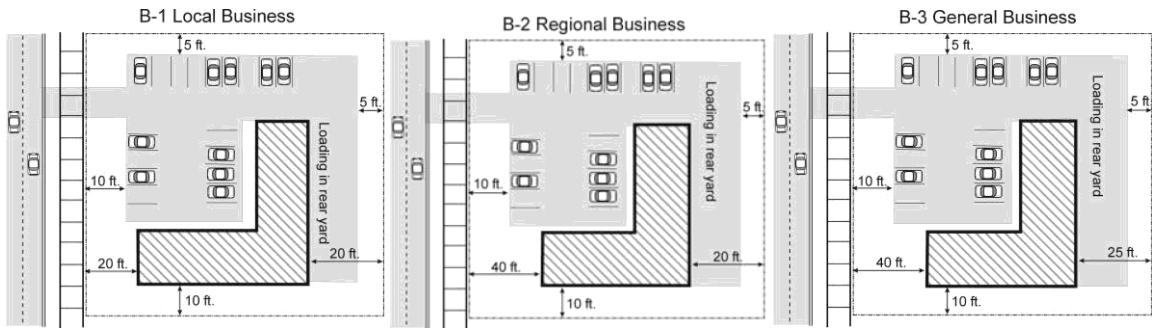 B-1 Local Business
5 ft.
5 ft.
Loading in rear yard
10 ft.
20 ft.
20 ft.
10 ft.
B-2 Regional Business
5 ft.
5 ft.
Loading in rear yard
10 ft.
40 ft.
20 ft.
10 ft.
B-3 General Business
5 ft.
5 ft.
Loading in rear yard
10 ft.
40 ft.
25 ft.
10 ft.